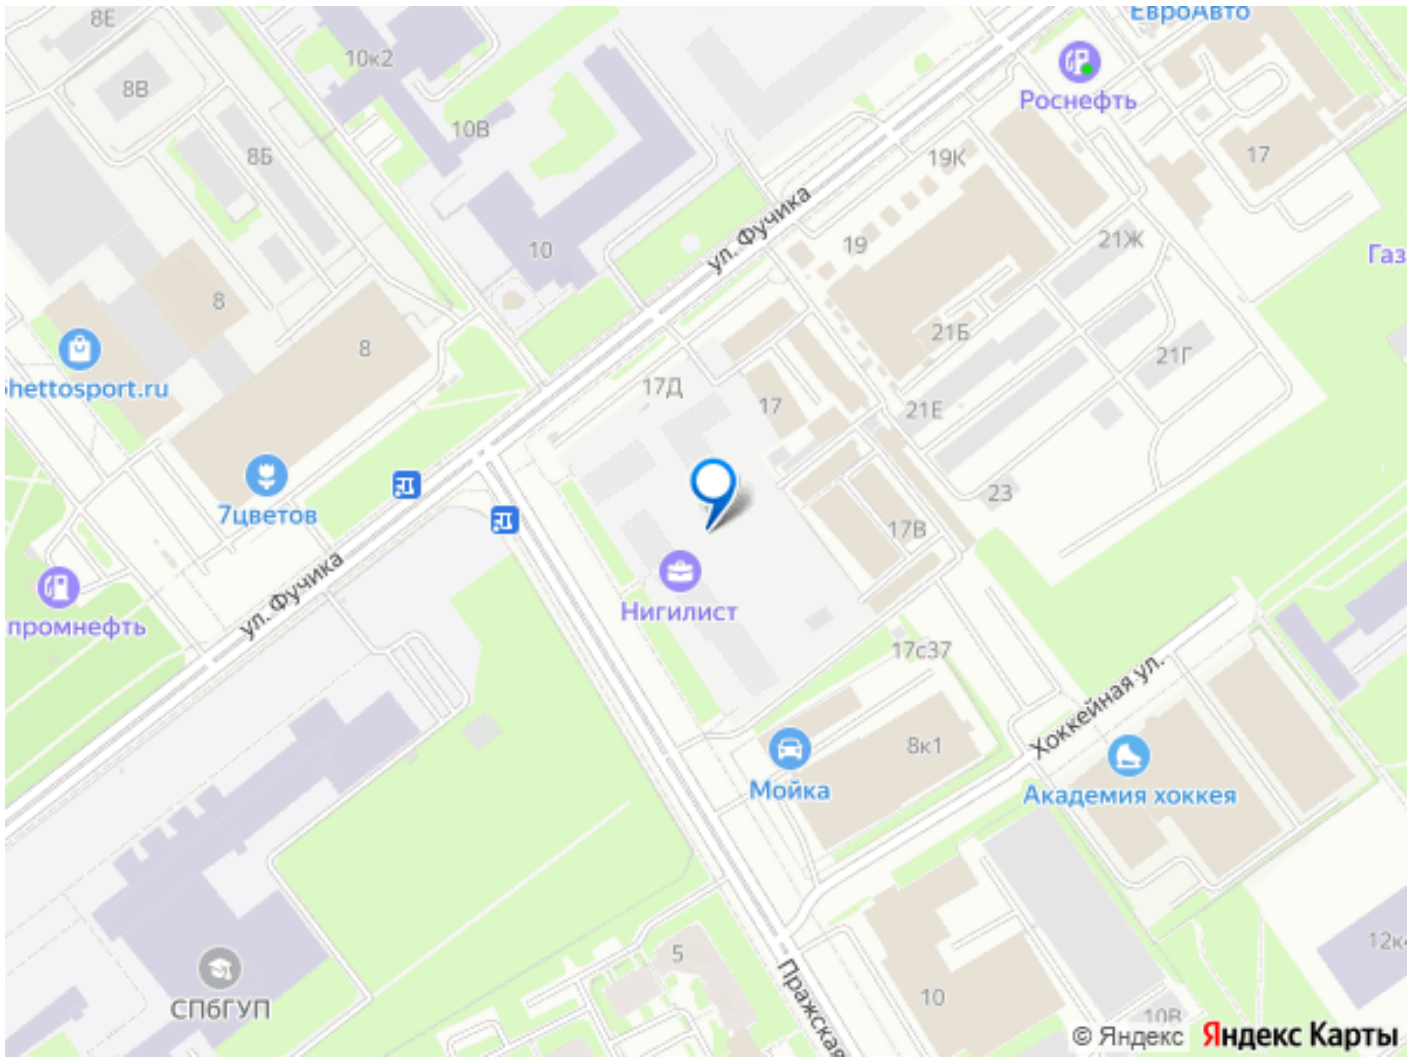 8Е
ЕвроАвто
10к2
Роснефть
8В
10В
8Б
19К
17
ул. Фучика
10
19
21Ж
Газ
8
21Б
8
hettosport.ru
17Д
21Г
17
21Е
7цветов
23
17В
ул. Фучика
Нигилист
промнефть
17с37
Хоккейная ул.
8к1
Мойка
Академия хоккея
5
12к
СПбГУП
Пражская
10
10В
© Яндекс Яндекс Карты